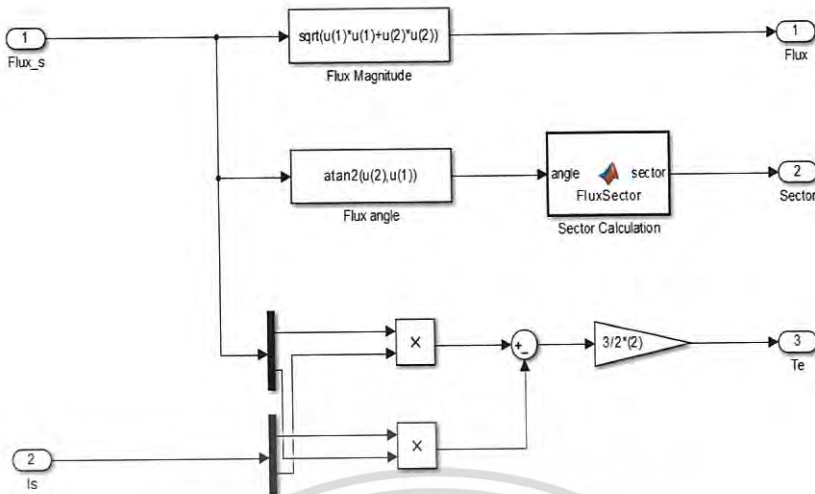 1
Flux_s
sqrt(u(1)*u(1)+u(2)*u(2))
Flux Magnitude
1
Flux
atan2(u(2),u(1))
Flux angle
angle
sector
FluxSector
Sector Calculation
2
Sector
×
+
−
3/2*(2)
3
Te
×
2
Is